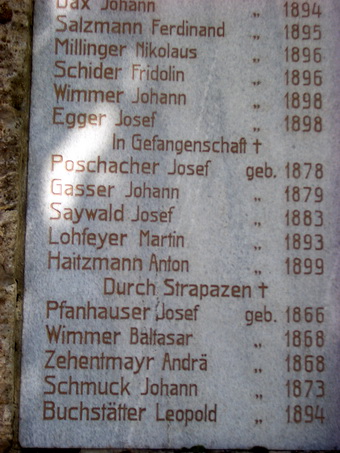 Dax Johann „ 1894
Salzmann Ferdinand „ 1895
Millinger Nikolaus „ 1896
Schider Fridolin „ 1896
Wimmer Johann „ 1898
Egger Josef „ 1898
In Gefangenschaft †
Poschacher Josef geb. 1878
Gasser Johann „ 1879
Saywald Josef „ 1883
Lohfeyer Martin „ 1893
Haitzmann Anton „ 1899
Durch Strapazen †
Pfanhauser Josef geb. 1866
Wimmer Baltasar „ 1868
Zehentmayr Andrä „ 1868
Schmuck Johann „ 1873
Buchstätter Leopold „ 1894